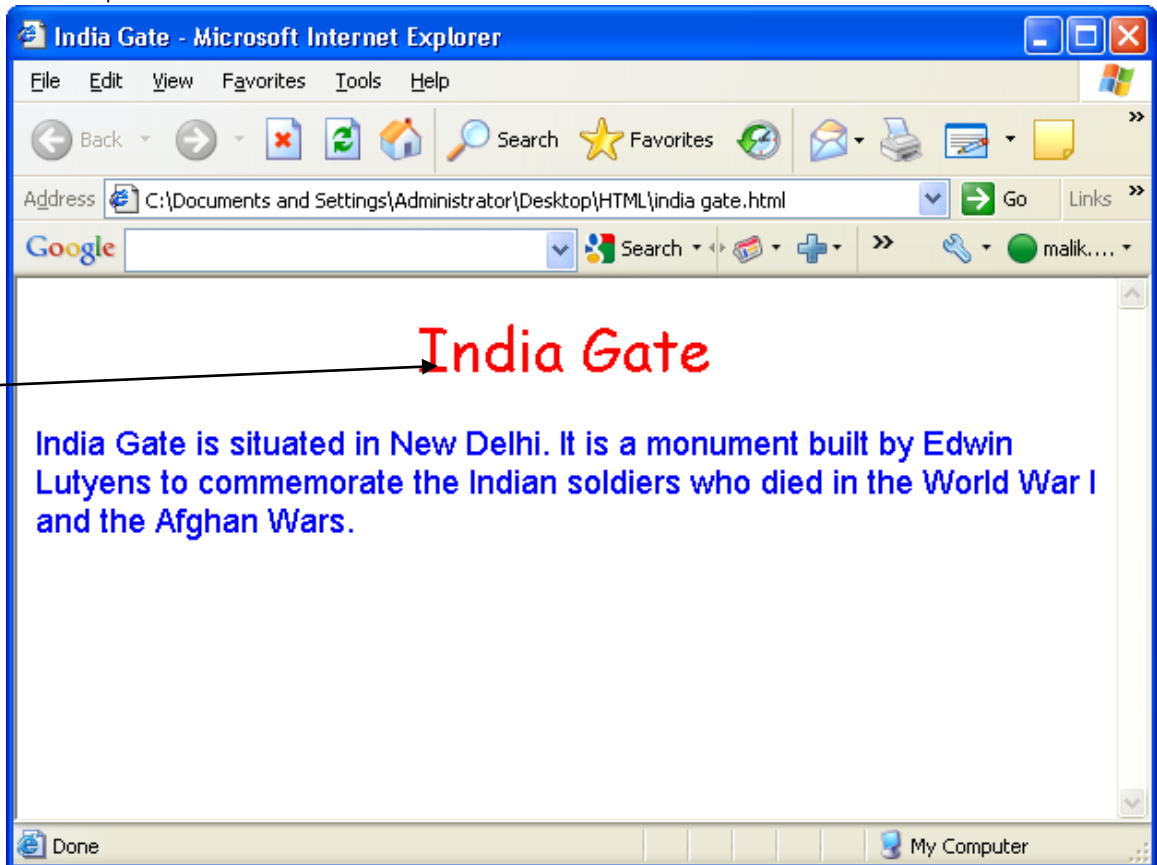 India Gate - Microsoft Internet Explorer
File Edit View Favorites Tools Help
Back Search Favorites »
Address C:\Documents and Settings\Administrator\Desktop\HTML\india gate.html Go Links »
Google Search » malik....
India Gate
India Gate is situated in New Delhi. It is a monument built by Edwin
Lutyens to commemorate the Indian soldiers who died in the World War I
and the Afghan Wars.
Done My Computer